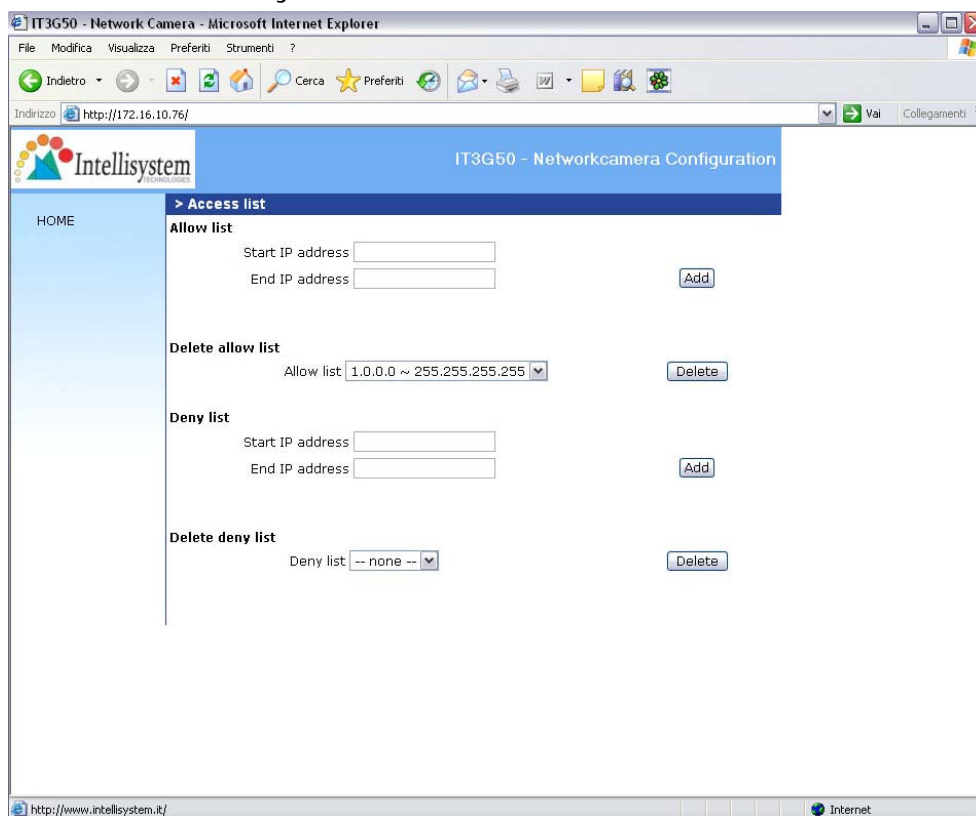 IT3G50 - Network Camera - Microsoft Internet Explorer
File Modifica Visualizza Preferiti Strumenti ?
Indietro Cerca Preferiti
Indirizzo http://172.16.10.76/ Vai Collegamenti
Intellisystem TECHNOLOGIES IT3G50 - Networkcamera Configuration
HOME
> Access list
Allow list
Start IP address
End IP address Add
Delete allow list
Allow list 1.0.0.0 ~ 255.255.255.255 Delete
Deny list
Start IP address
End IP address Add
Delete deny list
Deny list -- none -- Delete
http://www.intellisystem.it/ Internet